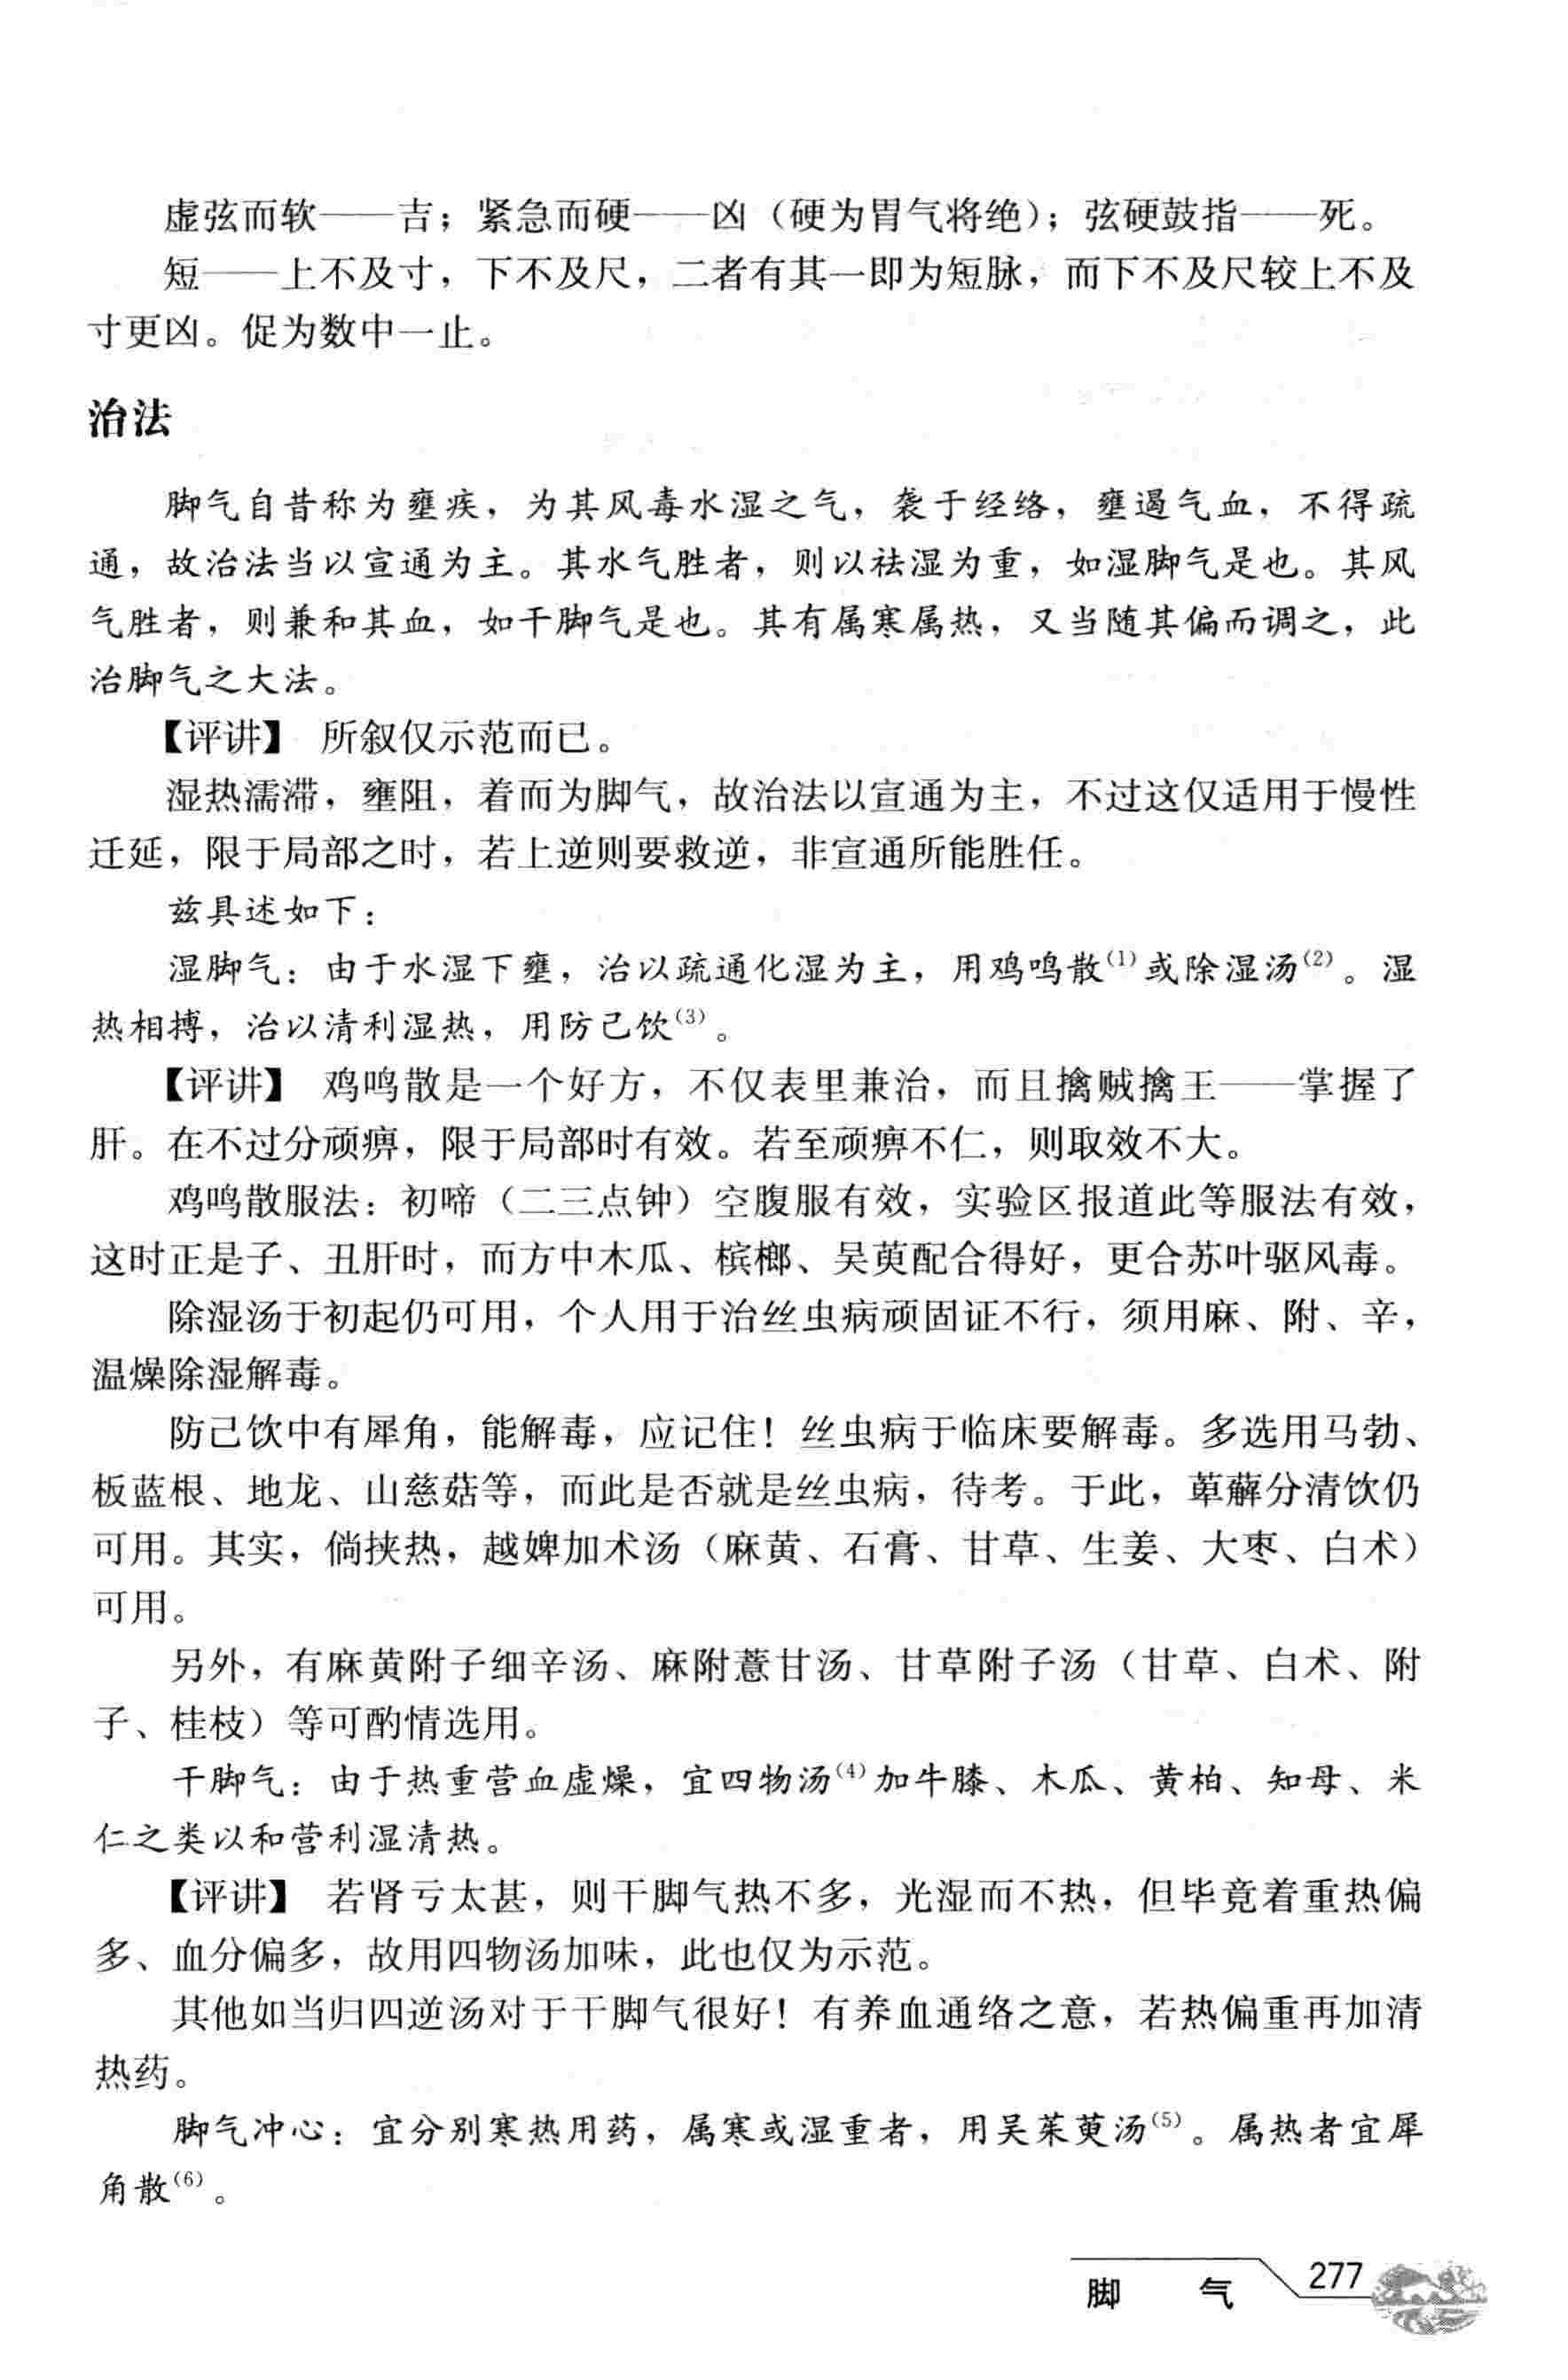 虚弦而软——吉；紧急而硬——凶（硬为胃气将绝）；弦硬鼓指——死。
短——上不及寸，下不及尺，二者有其一即为短脉，而下不及尺较上不及
寸更凶。促为数中一止。
治法
脚气自昔称为壅疾，为其风毒水湿之气，袭于经络，壅遏气血，不得疏
通，故治法当以宣通为主。其水气胜者，则以祛湿为重，如湿脚气是也。其风
气胜者，则兼和其血，如干脚气是也。其有属寒属热，又当随其偏而调之，此
治脚气之大法。
【评讲】 所叙仅示范而已。
湿热濡滞，壅阻，着而为脚气，故治法以宣通为主，不过这仅适用于慢性
迁延，限于局部之时，若上逆则要救逆，非宣通所能胜任。
兹具述如下：
湿脚气：由于水湿下壅，治以疏通化湿为主，用鸡鸣散⁽¹⁾或除湿汤⁽²⁾。湿
热相搏，治以清利湿热，用防己饮⁽³⁾。
【评讲】 鸡鸣散是一个好方，不仅表里兼治，而且擒贼擒王——掌握了
肝。在不过分顽痹，限于局部时有效。若至顽痹不仁，则取效不大。
鸡鸣散服法：初啼（二三点钟）空腹服有效，实验区报道此等服法有效，
这时正是子、丑肝时，而方中木瓜、槟榔、吴萸配合得好，更合苏叶驱风毒。
除湿汤于初起仍可用，个人用于治丝虫病顽固证不行，须用麻、附、辛，
温燥除湿解毒。
防己饮中有犀角，能解毒，应记住！丝虫病于临床要解毒。多选用马勃、
板蓝根、地龙、山慈菇等，而此是否就是丝虫病，待考。于此，萆薢分清饮仍
可用。其实，倘挟热，越婢加术汤（麻黄、石膏、甘草、生姜、大枣、白术）
可用。
另外，有麻黄附子细辛汤、麻附薏甘汤、甘草附子汤（甘草、白术、附
子、桂枝）等可酌情选用。
干脚气：由于热重营血虚燥，宜四物汤⁽⁴⁾加牛膝、木瓜、黄柏、知母、米
仁之类以和营利湿清热。
【评讲】 若肾亏太甚，则干脚气热不多，光湿而不热，但毕竟着重热偏
多、血分偏多，故用四物汤加味，此也仅为示范。
其他如当归四逆汤对于干脚气很好！有养血通络之意，若热偏重再加清
热药。
脚气冲心：宜分别寒热用药，属寒或湿重者，用吴茱萸汤⁽⁵⁾。属热者宜犀
角散⁽⁶⁾。
脚 气 277